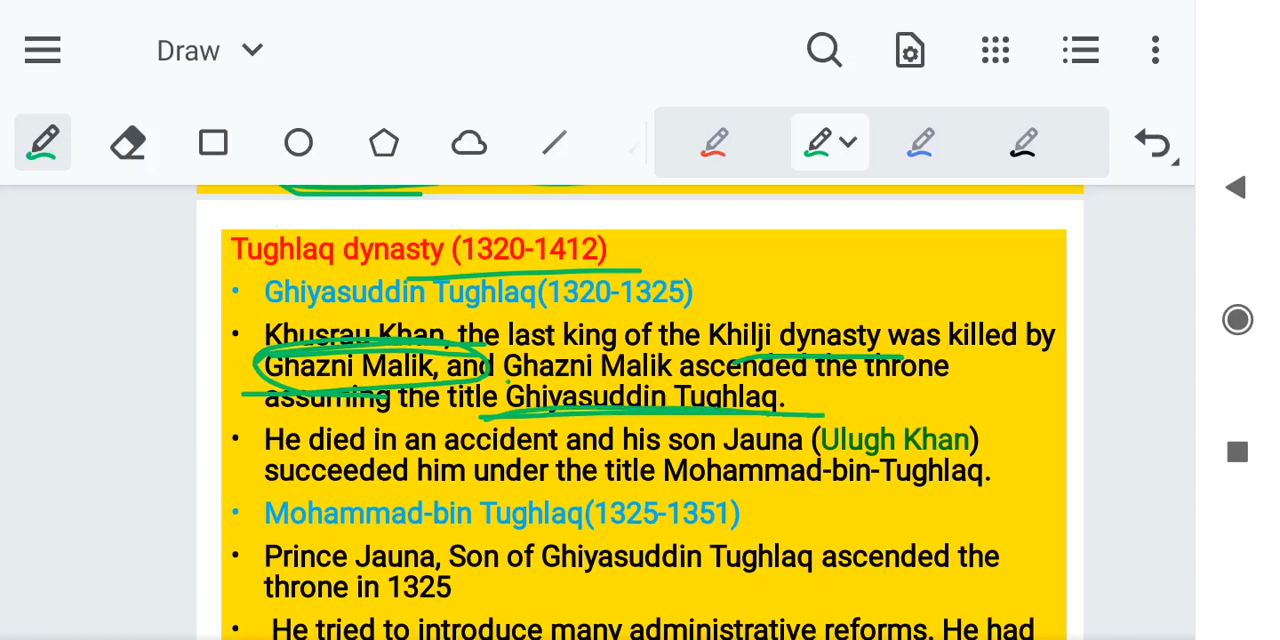 Draw
Tughlaq dynasty (1320-1412)
• Ghiyasuddin Tughlaq(1320-1325)
• Khusrau Khan, the last king of the Khilji dynasty was killed by
Ghazni Malik, and Ghazni Malik ascended the throne
assuming the title Ghiyasuddin Tughlaq.
• He died in an accident and his son Jauna (Ulugh Khan)
succeeded him under the title Mohammad-bin-Tughlaq.
• Mohammad-bin Tughlaq(1325-1351)
• Prince Jauna, Son of Ghiyasuddin Tughlaq ascended the
throne in 1325
• He tried to introduce many administrative reforms. He had